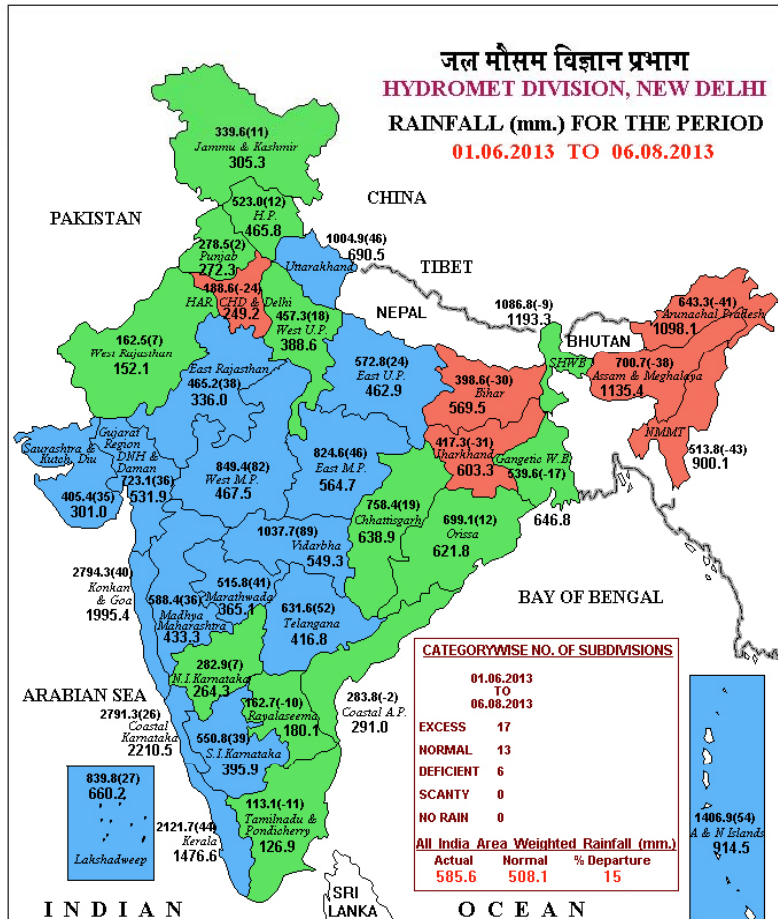 जल मौसम विज्ञान प्रभाग
HYDROMET DIVISION, NEW DELHI
RAINFALL (mm.) FOR THE PERIOD
01.06.2013 TO 06.08.2013
339.6(11)
Jammu & Kashmir
305.3
CHINA
523.0(12)
H.P.
465.8
PAKISTAN
278.5(2)
Punjab
272.3
1004.9(46)
690.5
Uttarakhand
TIBET
188.6(-24)
HAR. CHD & Delhi
249.2
NEPAL
457.3(18)
West U.P.
388.6
1086.8(-9)
1193.3
SHWB
BHUTAN
643.3(-41)
Arunachal Pradesh
1098.1
162.5(7)
West Rajasthan
152.1
East Rajasthan
465.2(38)
336.0
572.8(24)
East U.P.
462.9
398.6(-30)
Bihar
569.5
700.7(-38)
Assam & Meghalaya
1135.4
NMMT
513.8(-43)
900.1
417.3(-31)
Jharkhand
603.3
Gangetic W.B.
539.6(-17)
646.8
Saurashtra &
Kutch, Diu
405.4(35)
301.0
Gujarat
Region
DNH &
Daman
723.1(36)
531.9
849.4(82)
West M.P.
467.5
824.6(46)
East M.P.
564.7
758.4(19)
Chhattisgarh
638.9
699.1(12)
Orissa
621.8
1037.7(89)
Vidarbha
549.3
2794.3(40)
Konkan
& Goa
1995.4
588.4(36)
Madhya
Maharashtra
433.3
515.8(41)
Marathwada
365.1
631.6(52)
Telangana
416.8
BAY OF BENGAL
282.9(7)
N.I.Karnataka
264.3
ARABIAN SEA
2791.3(26)
Coastal
Karnataka
2210.5
162.7(-10)
Rayalaseema
180.1
283.8(-2)
Coastal A.P.
291.0
550.8(39)
S.I.Karnataka
395.9
839.8(27)
660.2
Lakshadweep
2121.7(44)
Kerala
1476.6
113.1(-11)
Tamilnadu &
Pondicherry
126.9
CATEGORYWISE NO. OF SUBDIVISIONS
01.06.2013
TO
06.08.2013
EXCESS 17
NORMAL 13
DEFICIENT 6
SCANTY 0
NO RAIN 0
All India Area Weighted Rainfall (mm.)
Actual Normal % Departure
585.6 508.1 15
1406.9(54)
A & N Islands
914.5
SRI
LANKA
INDIAN OCEAN